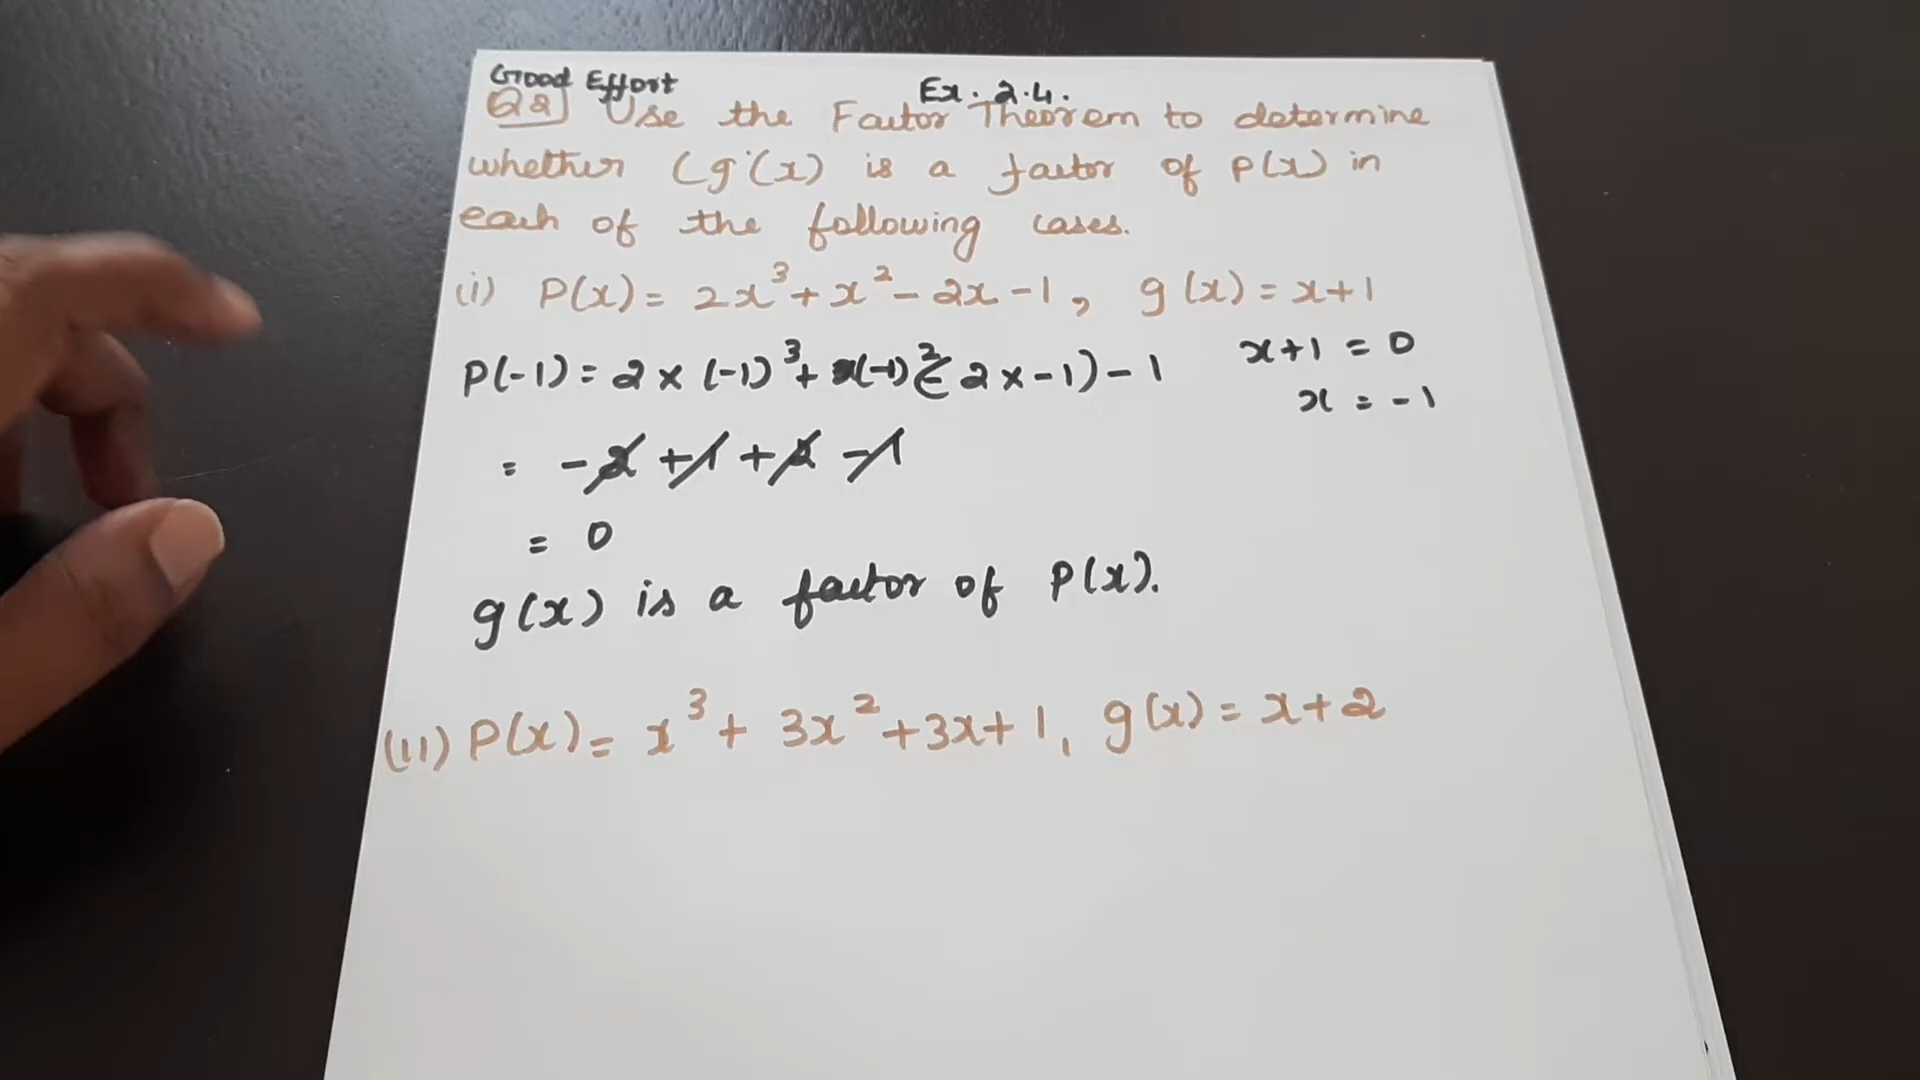 Good Effort
Ex. 2.4.
Q2] Use the Factor Theorem to determine
whether (g(x) is a factor of P(x) in
each of the following cases.
(i) P(x) = 2x³ + x² - 2x - 1, g(x) = x+1
P(-1) = 2 × (-1)³ + (-1)² - 2 x -1) - 1
x+1 = 0
x = -1
= -2 +1 +2 -1
= 0
g(x) is a factor of P(x).
(11) P(x) = x³ + 3x² + 3x + 1, g(x) = x+2